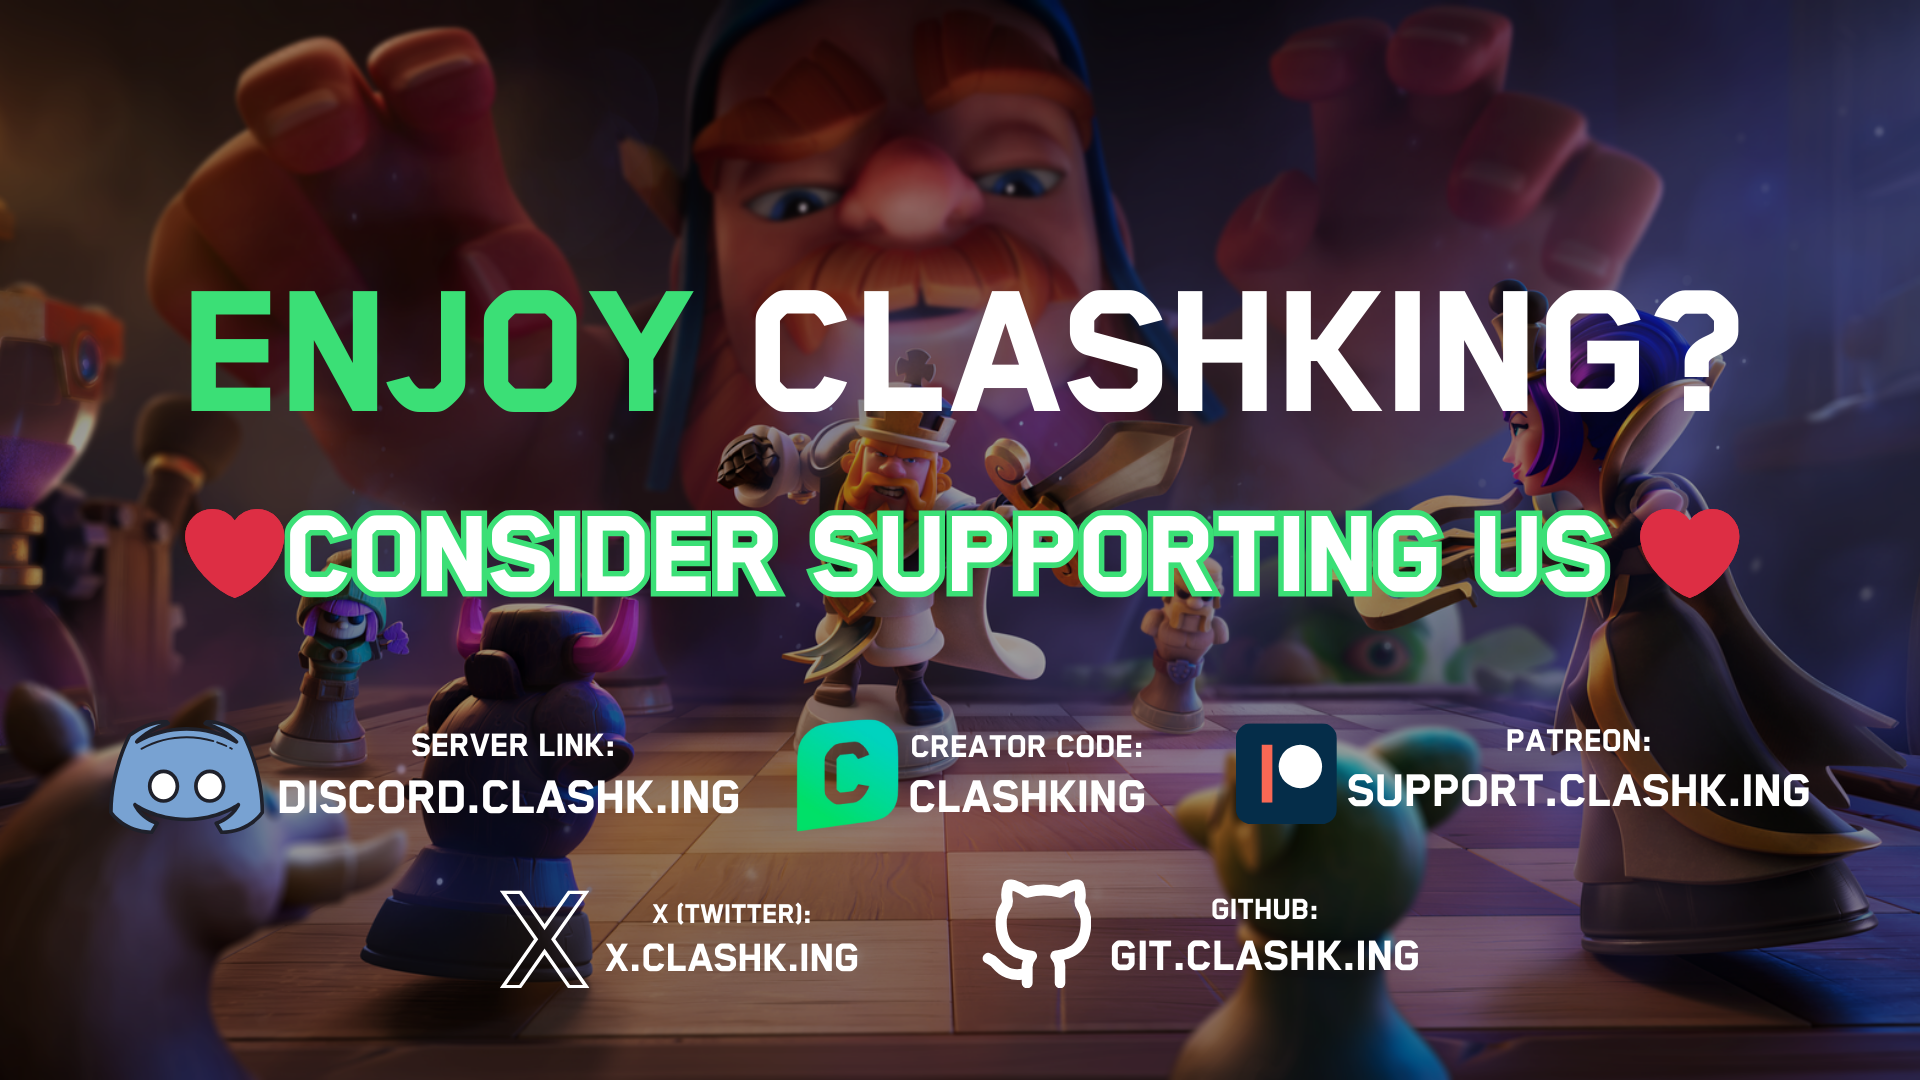 ENJOY CLASHKING?
CONSIDER SUPPORTING US
SERVER LINK:
DISCORD.CLASHK.ING
C
CREATOR CODE:
CLASHKING
PATREON:
SUPPORT.CLASHK.ING
X (TWITTER):
X.CLASHK.ING
GITHUB:
GIT.CLASHK.ING